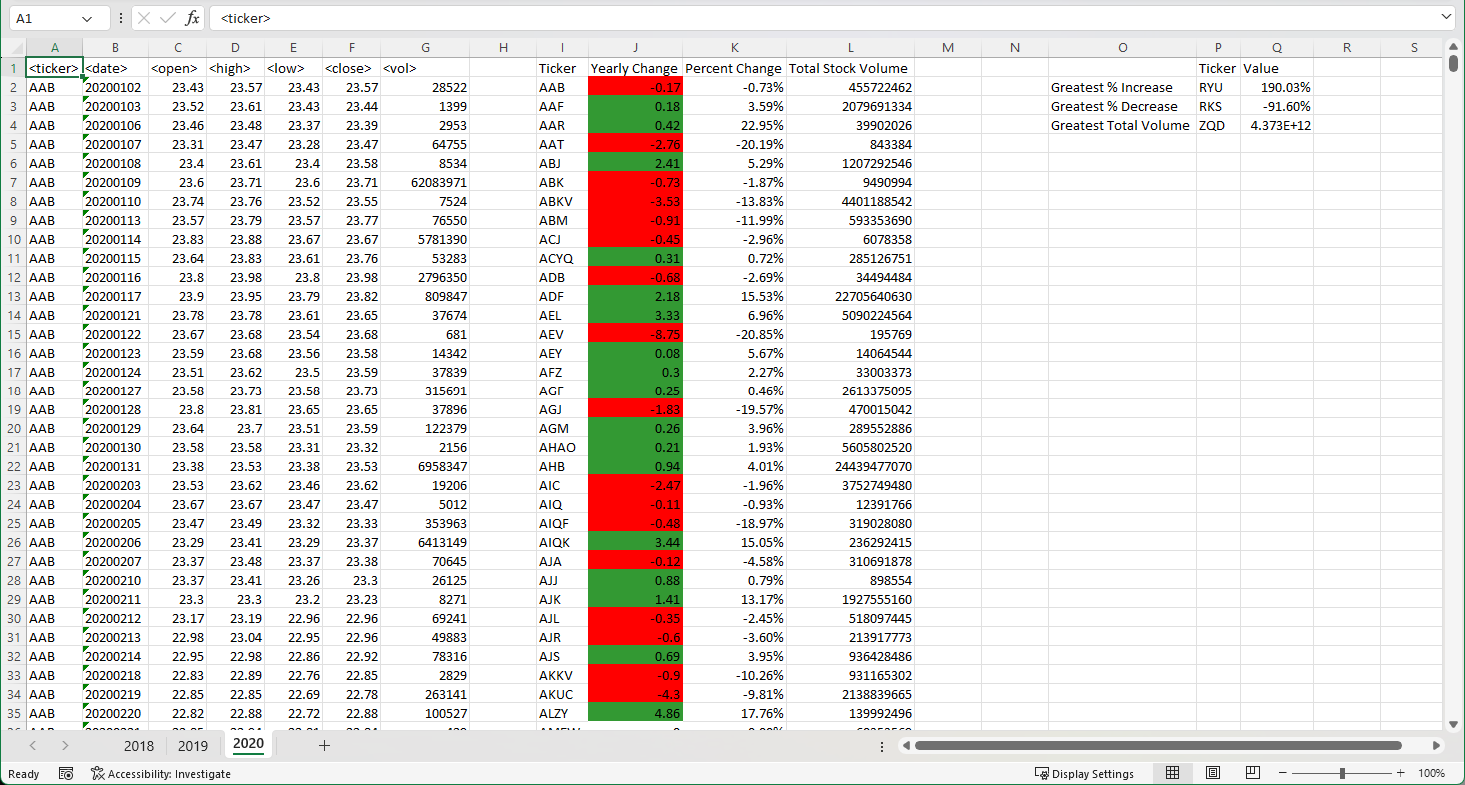 A1 fx <ticker>
A B C D E F G H I J K L M N O P Q R S
1 <ticker> <date> <open> <high> <low> <close> <vol> Ticker Yearly Change Percent Change Total Stock Volume Ticker Value
2 AAB 20200102 23.43 23.57 23.43 23.57 28522 AAB -0.17 -0.73% 455722462 Greatest % Increase RYU 190.03%
3 AAB 20200103 23.52 23.61 23.43 23.44 1399 AAF 0.18 3.59% 2079691334 Greatest % Decrease RKS -91.60%
4 AAB 20200106 23.46 23.48 23.37 23.39 2953 AAR 0.42 22.95% 39902026 Greatest Total Volume ZQD 4.373E+12
5 AAB 20200107 23.31 23.47 23.28 23.47 64755 AAT -2.76 -20.19% 843384
6 AAB 20200108 23.4 23.61 23.4 23.58 8534 ABJ 2.41 5.29% 1207292546
7 AAB 20200109 23.6 23.71 23.6 23.71 62083971 ABK -0.73 -1.87% 9490994
8 AAB 20200110 23.74 23.76 23.52 23.55 7524 ABKV -3.53 -13.83% 4401188542
9 AAB 20200113 23.57 23.79 23.57 23.77 76550 ABM -0.91 -11.99% 593353690
10 AAB 20200114 23.83 23.88 23.67 23.67 5781390 ACJ -0.45 -2.96% 6078358
11 AAB 20200115 23.64 23.83 23.61 23.76 53283 ACYQ 0.31 0.72% 285126751
12 AAB 20200116 23.8 23.98 23.8 23.98 2796350 ADB -0.68 -2.69% 34494484
13 AAB 20200117 23.9 23.95 23.79 23.82 809847 ADF 2.18 15.53% 22705640630
14 AAB 20200121 23.78 23.78 23.61 23.65 37674 AEL 3.33 6.96% 5090224564
15 AAB 20200122 23.67 23.68 23.54 23.68 681 AEV -8.75 -20.85% 195769
16 AAB 20200123 23.59 23.68 23.56 23.58 14342 AEY 0.08 5.67% 14064544
17 AAB 20200124 23.51 23.62 23.5 23.59 37839 AFZ 0.3 2.27% 33003373
18 AAB 20200127 23.58 23.73 23.58 23.73 315691 AGF 0.25 0.46% 2613375095
19 AAB 20200128 23.8 23.81 23.65 23.65 37896 AGJ -1.83 -19.57% 470015042
20 AAB 20200129 23.64 23.7 23.51 23.59 122379 AGM 0.26 3.96% 289552886
21 AAB 20200130 23.58 23.58 23.31 23.32 2156 AHAO 0.21 1.93% 5605802520
22 AAB 20200131 23.38 23.53 23.38 23.53 6958347 AHB 0.94 4.01% 24439477070
23 AAB 20200203 23.53 23.62 23.46 23.62 19206 AIC -2.47 -1.96% 3752749480
24 AAB 20200204 23.67 23.67 23.47 23.47 5012 AIQ -0.11 -0.93% 12391766
25 AAB 20200205 23.47 23.49 23.32 23.33 353963 AIQF -0.48 -18.97% 319028080
26 AAB 20200206 23.29 23.41 23.29 23.37 6413149 AIQK 3.44 15.05% 236292415
27 AAB 20200207 23.37 23.48 23.37 23.38 70645 AJA -0.12 -4.58% 310691878
28 AAB 20200210 23.37 23.41 23.26 23.3 26125 AJJ 0.88 0.79% 898554
29 AAB 20200211 23.3 23.3 23.2 23.23 8271 AJK 1.41 13.17% 1927555160
30 AAB 20200212 23.17 23.19 22.96 22.96 69241 AJL -0.35 -2.45% 518097445
31 AAB 20200213 22.98 23.04 22.95 22.96 49883 AJR -0.6 -3.60% 213917773
32 AAB 20200214 22.95 22.98 22.86 22.92 78316 AJS 0.69 3.95% 936428486
33 AAB 20200218 22.83 22.89 22.76 22.85 2829 AKKV -0.9 -10.26% 931165302
34 AAB 20200219 22.85 22.85 22.69 22.78 263141 AKUC -4.3 -9.81% 2138839665
35 AAB 20200220 22.82 22.88 22.72 22.88 100527 ALZY 4.86 17.76% 139992496
2018 2019 2020
Ready Accessibility: Investigate Display Settings 100%